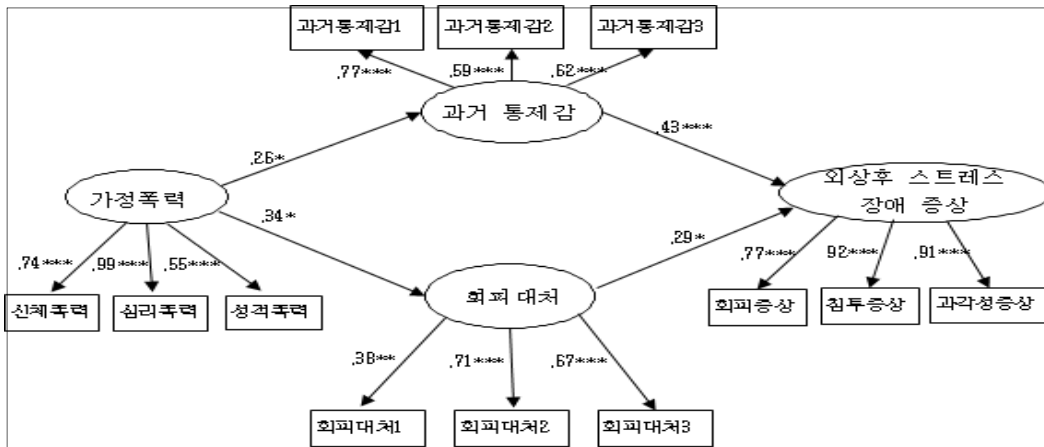 과거통제감1 과거통제감2 과거통제감3
.77*** .59*** .62***
과거 통제감
.43***
.26*
가정폭력
외상후 스트레스
장애 증상
.34*
.29*
.74*** .99*** .55***
.77*** 92*** .91***
신체폭력 심리폭력 성적폭력
회피대처
회피증상 침투증상 과각성증상
.38** .71*** .67***
회피대처1 회피대처2 회피대처3